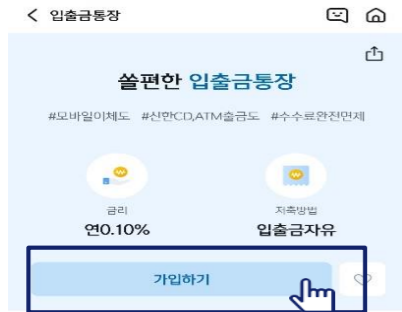 입출금통장
쏠편한 입출금통장
#모바일이체도 #신한CD,ATM출금도 #수수료완전면제
금리 저축방법
연0.10% 입출금자유
가입하기